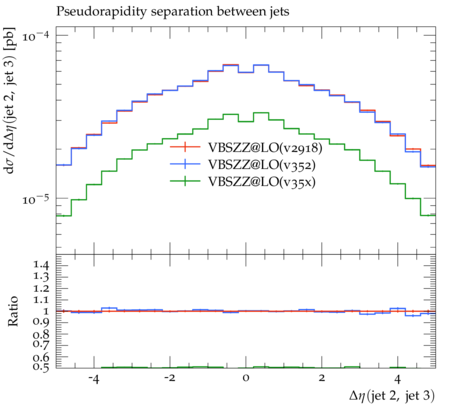 Pseudorapidity separation between jets
dσ/dΔη(jet 2, jet 3) [pb]
10⁻⁴
10⁻⁵
VBSZZ@LO(v2918)
VBSZZ@LO(v352)
VBSZZ@LO(v35x)
Ratio
1.4
1.3
1.2
1.1
1
0.9
0.8
0.7
0.6
0.5
-4 -2 0 2 4
Δη(jet 2, jet 3)